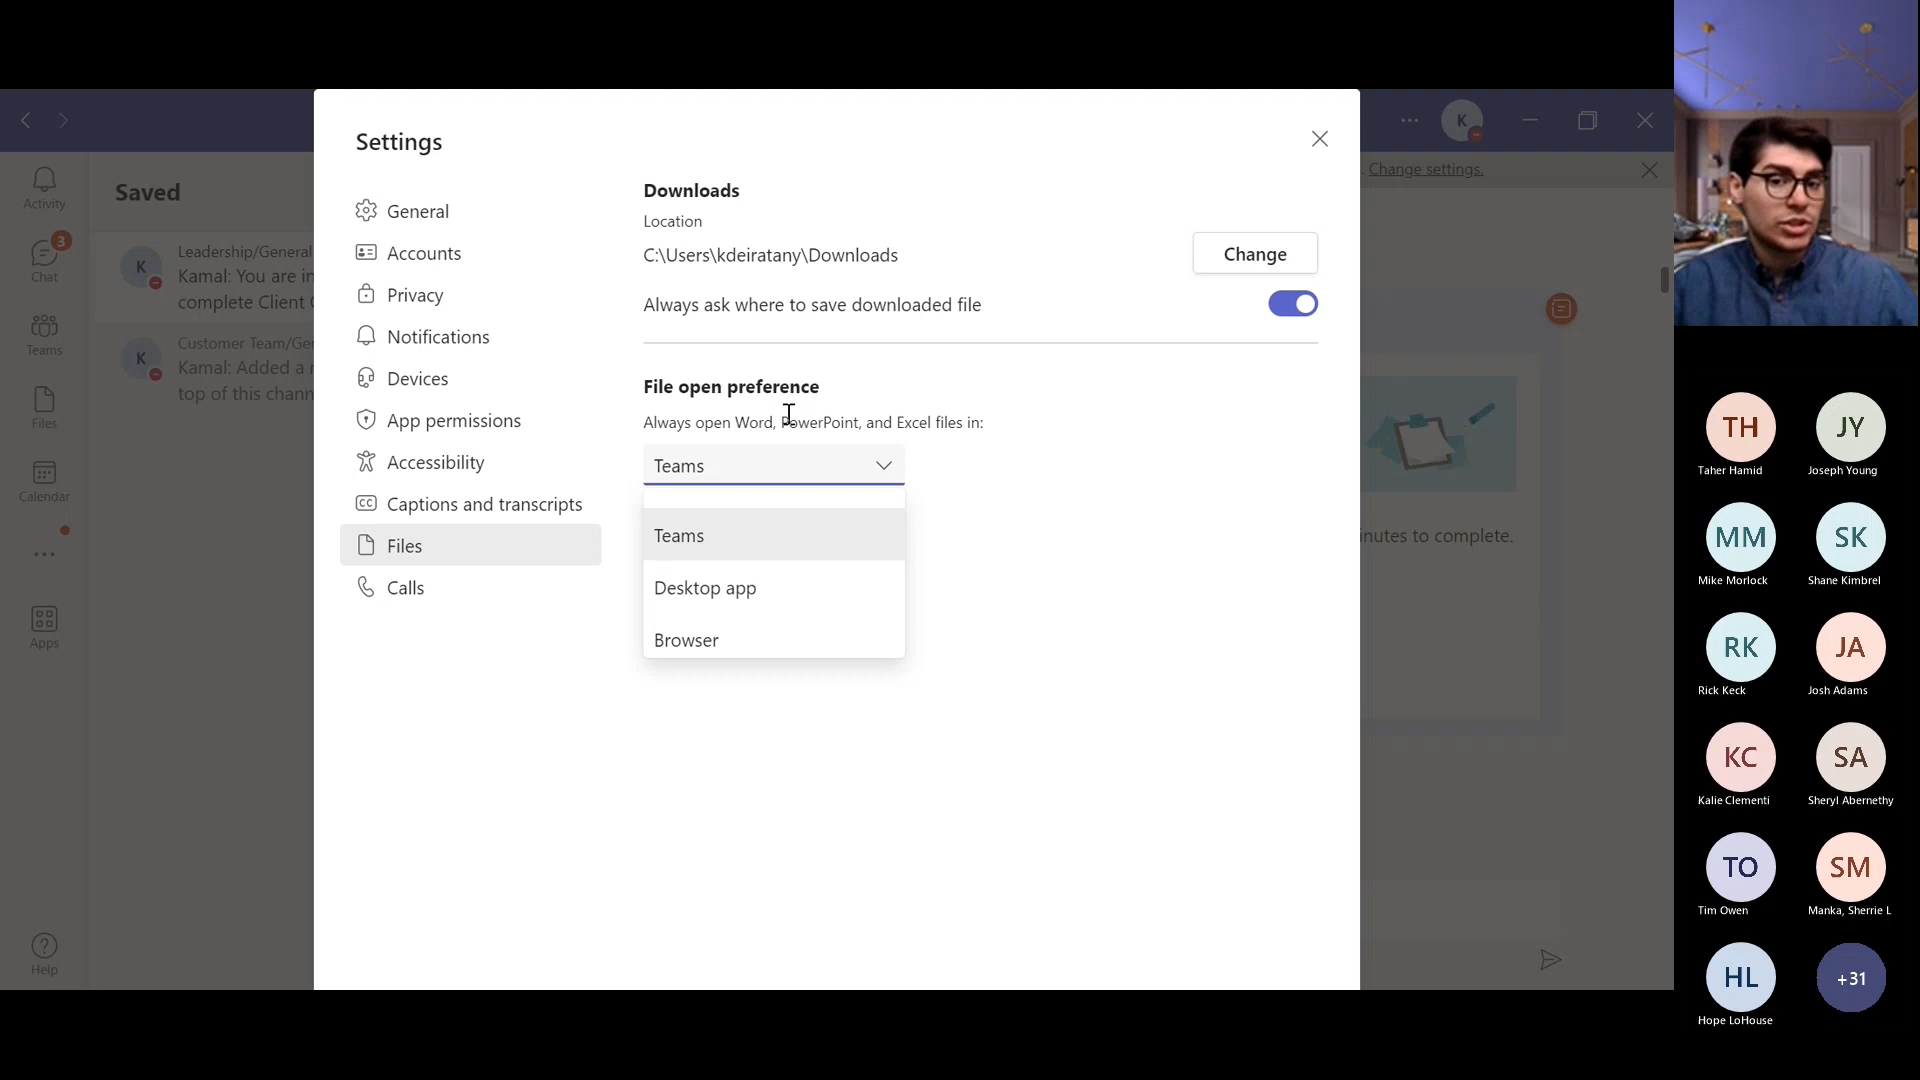 Settings
General
Accounts
Privacy
Notifications
Devices
App permissions
Accessibility
Captions and transcripts
Files
Calls
Downloads
Location
C:\Users\kdeiratany\Downloads
Change
Always ask where to save downloaded file
File open preference
Always open Word, PowerPoint, and Excel files in:
Teams
Teams
Desktop app
Browser
Activity
3
Chat
Teams
Files
Calendar
Apps
Help
Saved
K
Leadership/General
Kamal: You are in
complete Client
K
Customer Team/Ge
Kamal: Added a
top of this chann
K
Change settings.
inutes to complete.
TH
Taher Hamid
JY
Joseph Young
MM
Mike Morlock
SK
Shane Kimbrel
RK
Rick Keck
JA
Josh Adams
KC
Kalie Clementi
SA
Sheryl Abernethy
TO
Tim Owen
SM
Manka, Sherrie L
HL
Hope LoHouse
+31